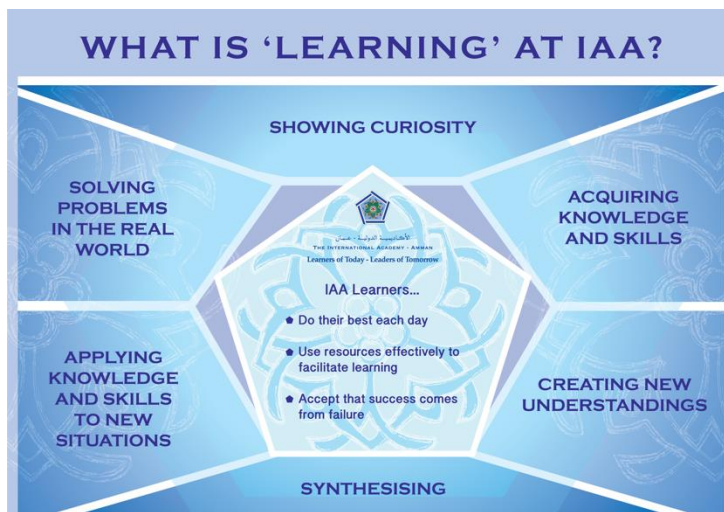 WHAT IS ‘LEARNING’ AT IAA?
SHOWING CURIOSITY
SOLVING
PROBLEMS
IN THE REAL
WORLD
ACQUIRING
KNOWLEDGE
AND SKILLS
الأكاديمية الدولية - عمان
THE INTERNATIONAL ACADEMY - AMMAN
Learners of Today - Leaders of Tomorrow
IAA Learners...
Do their best each day
Use resources effectively to
facilitate learning
Accept that success comes
from failure
APPLYING
KNOWLEDGE
AND SKILLS
TO NEW
SITUATIONS
CREATING NEW
UNDERSTANDINGS
SYNTHESISING